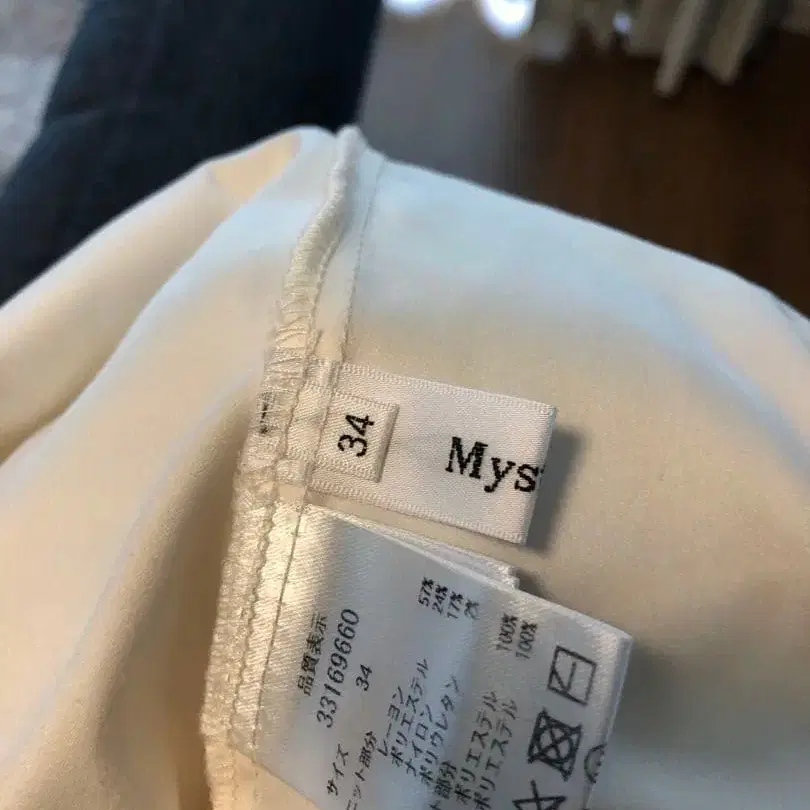 34
Mys
品質表示
33169660
サイズ 34
ニット部分
レーヨン 57%
ポリエステル 24%
ナイロン 17%
ポリウレタン 2%
部分
ポリエステル 100%
ポリエステル 100%